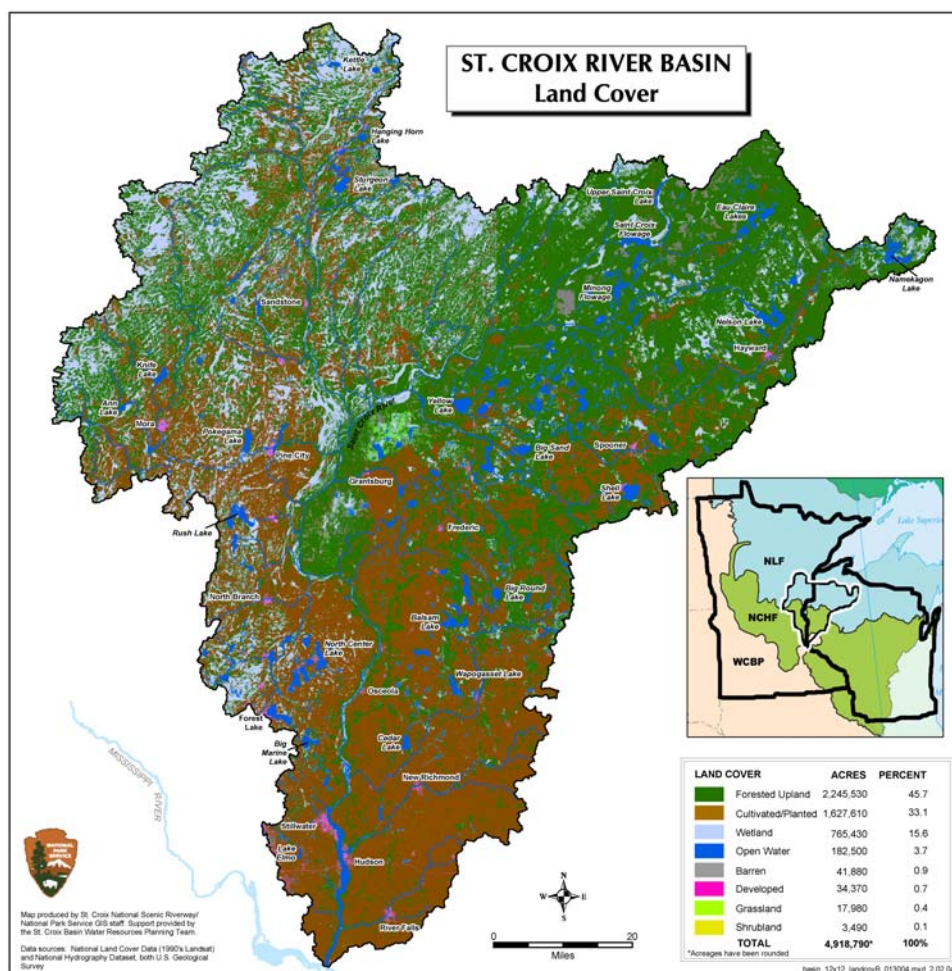 ST. CROIX RIVER BASIN
Land Cover
Kettle
Lake
Hanging Horn
Lake
Sturgeon
Lake
Upper Saint Croix
Lake
Eau Claire
Lakes
Saint Croix
Flowage
Namekagon
Lake
Minong
Flowage
Sandstone
Nelson Lake
Hayward
Knife
Lake
Ann
Lake
Yellow
Lake
Mora
Pokegama
Lake
Pine City
Saint Croix River
Big Sand
Lake
Spooner
Grantsburg
Shell
Lake
Rush Lake
Frederic
North Branch
Big Round
Lake
Balsam
Lake
North Center
Lake
Wapogasset Lake
Osceola
Forest
Lake
Big
Marine
Lake
Cedar
Lake
New Richmond
Stillwater
Lake
Elmo
Hudson
River Falls
MISSISSIPPI
RIVER
Lake Superior
NLF
NCHF
WCBP
LAND COVER ACRES PERCENT
Forested Upland 2,245,530 45.7
Cultivated/Planted 1,627,610 33.1
Wetland 765,430 15.6
Open Water 182,500 3.7
Barren 41,880 0.9
Developed 34,370 0.7
Grassland 17,980 0.4
Shrubland 3,490 0.1
TOTAL 4,918,790* 100%
*Acreages have been rounded
NATIONAL
PARK
SERVICE
Map produced by St. Croix National Scenic Riverway/
National Park Service GIS staff. Support provided by
the St. Croix Basin Water Resources Planning Team.
Data sources: National Land Cover Data (1990's Landsat)
and National Hydrography Dataset, both U.S. Geological
Survey
N
W E
S
0 20
Miles